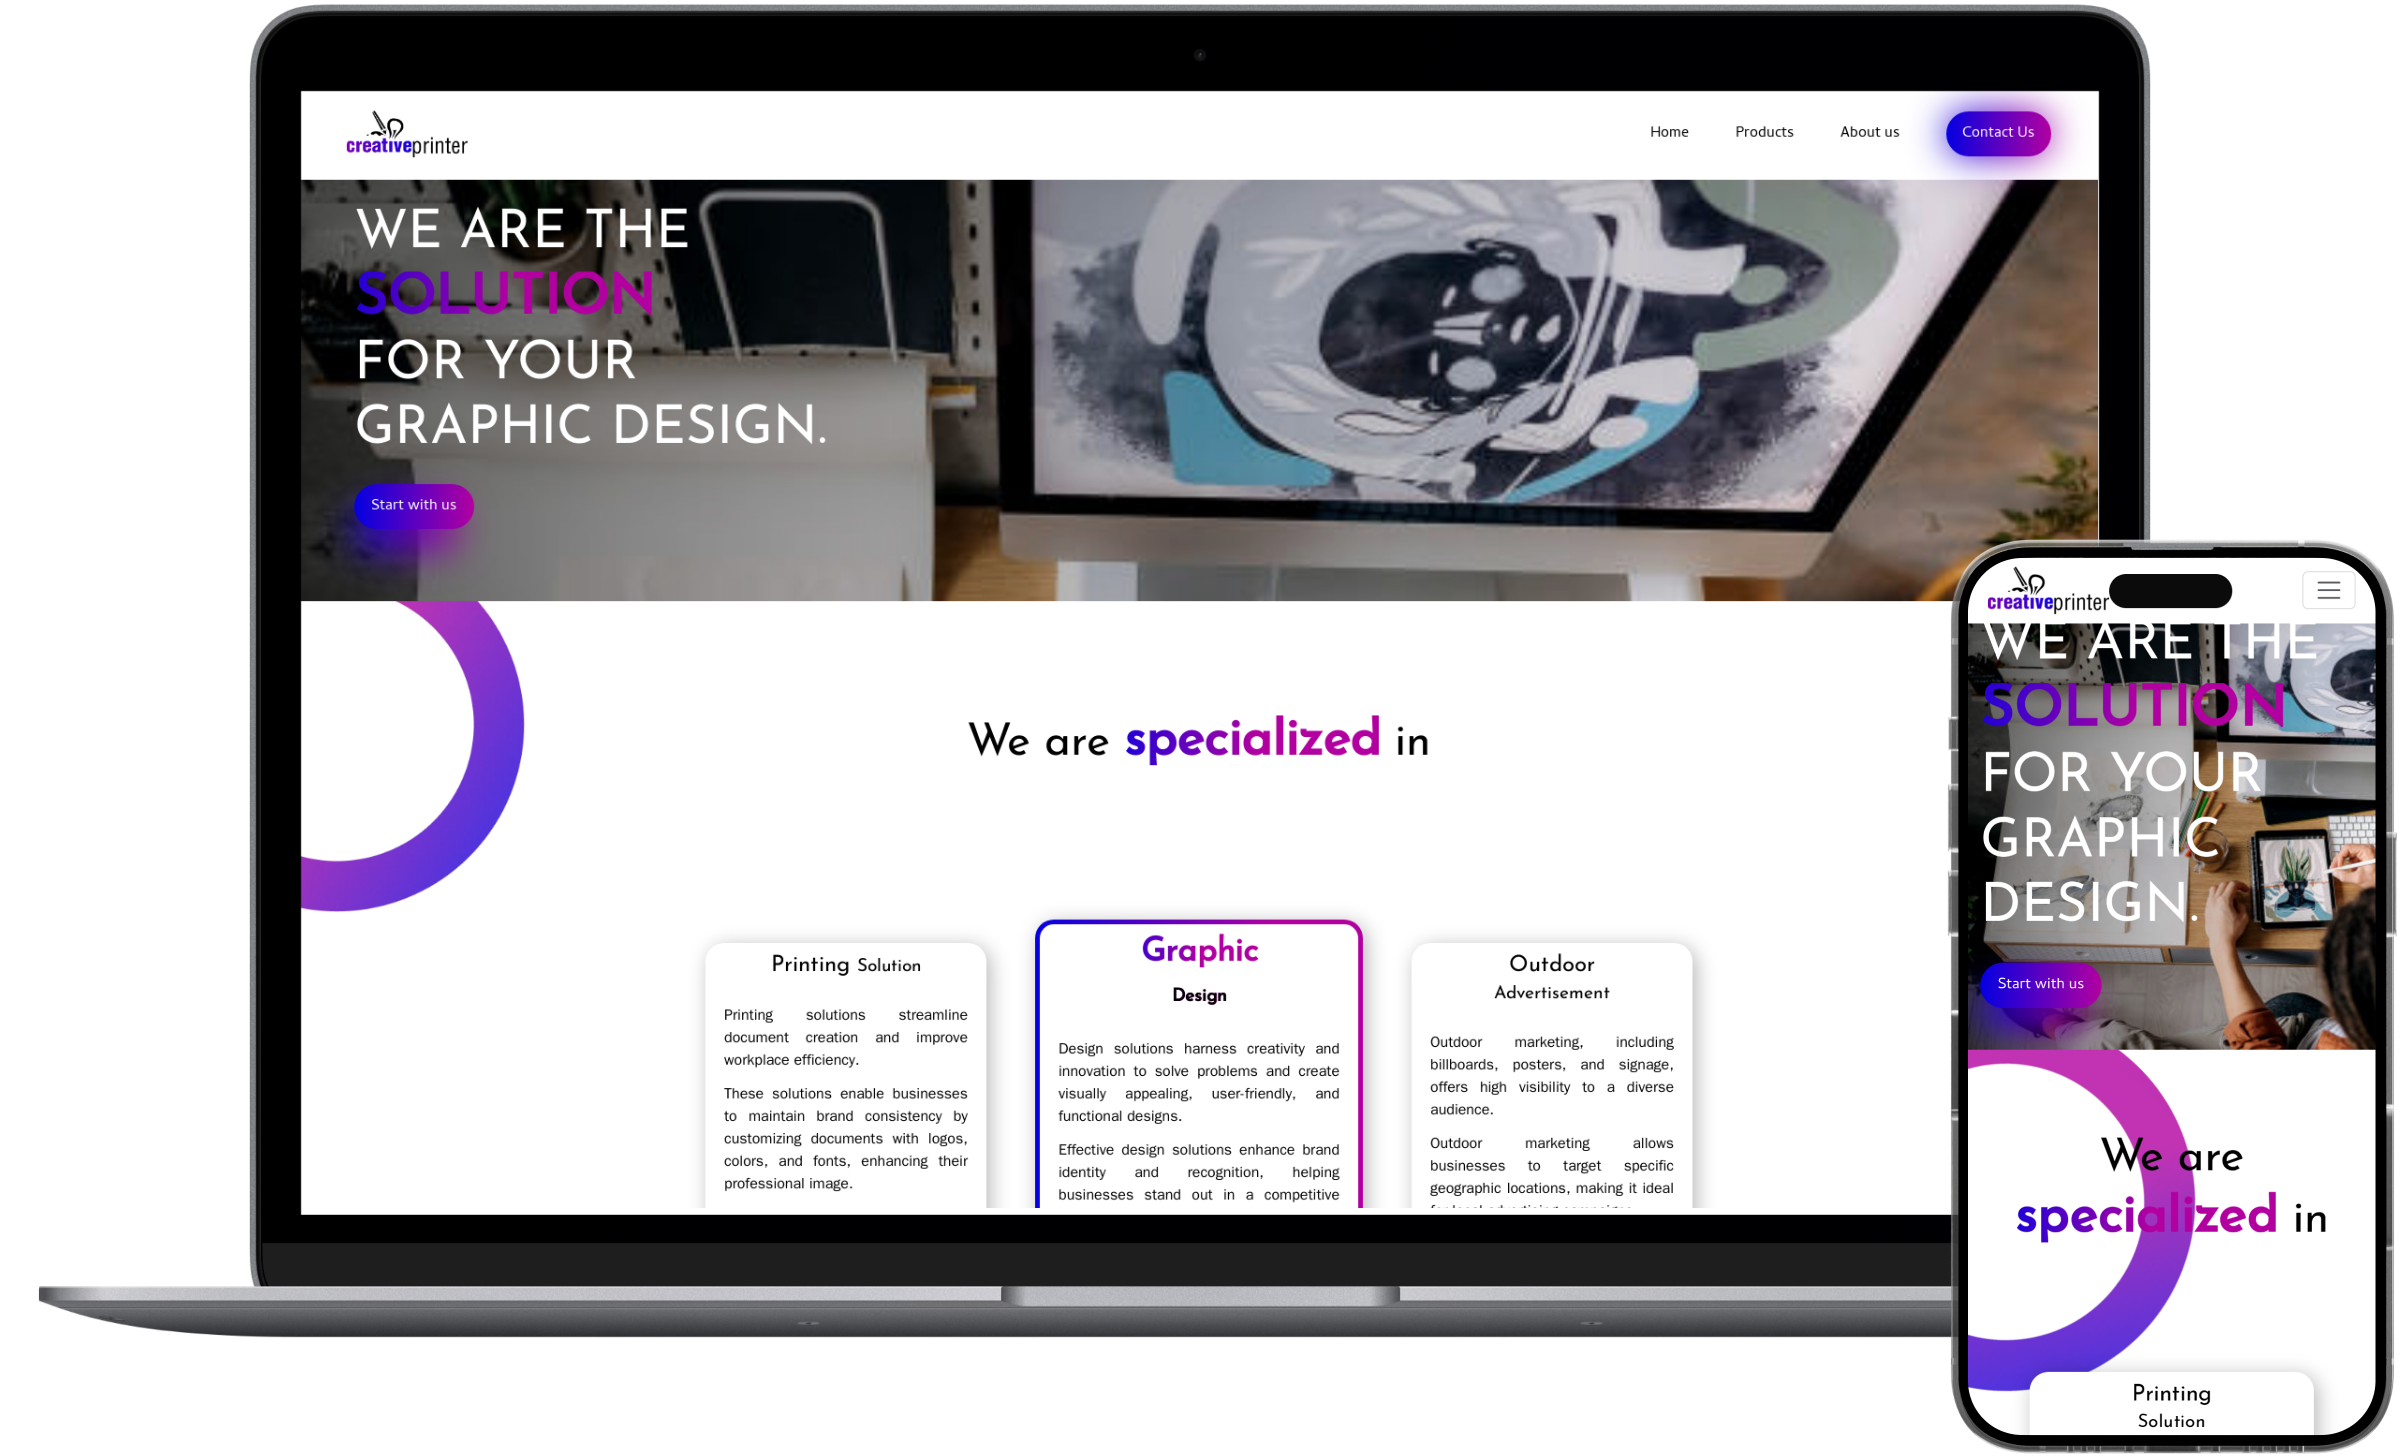 creativeprinter
Home Products About us Contact Us
WE ARE THE
SOLUTION
FOR YOUR
GRAPHIC DESIGN.
Start with us
We are specialized in
Printing Solution
Printing solutions streamline
document creation and improve
workplace efficiency.
These solutions enable businesses
to maintain brand consistency by
customizing documents with logos,
colors, and fonts, enhancing their
professional image.
Graphic
Design
Design solutions harness creativity and
innovation to solve problems and create
visually appealing, user-friendly, and
functional designs.
Effective design solutions enhance brand
identity and recognition, helping
businesses stand out in a competitive
Outdoor
Advertisement
Outdoor marketing, including
billboards, posters, and signage,
offers high visibility to a diverse
audience.
Outdoor marketing allows
businesses to target specific
geographic locations, making it ideal
for local advertising campaigns.
creativeprinter
WE ARE THE
SOLUTION
FOR YOUR
GRAPHIC
DESIGN.
Start with us
We are
specialized in
Printing
Solution